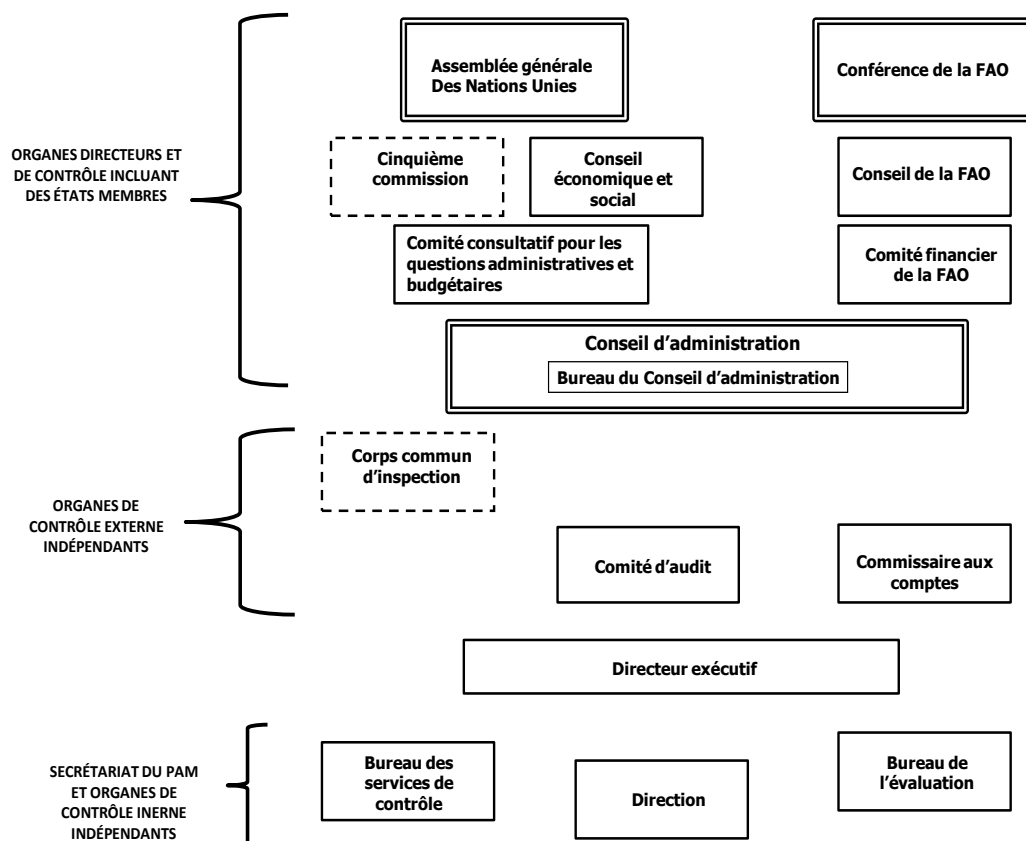 ORGANES DIRECTEURS ET
DE CONTRÔLE INCLUANT
DES ÉTATS MEMBRES
Assemblée générale
Des Nations Unies
Conférence de la FAO
Cinquième
commission
Conseil
économique et
social
Conseil de la FAO
Comité consultatif pour les
questions administratives et
budgétaires
Comité financier
de la FAO
Conseil d'administration
Bureau du Conseil d'administration
ORGANES DE
CONTRÔLE EXTERNE
INDÉPENDANTS
Corps commun
d'inspection
Comité d'audit
Commissaire aux
comptes
Directeur exécutif
SECRÉTARIAT DU PAM
ET ORGANES DE
CONTRÔLE INERNE
INDÉPENDANTS
Bureau des
services de
contrôle
Direction
Bureau de
l'évaluation